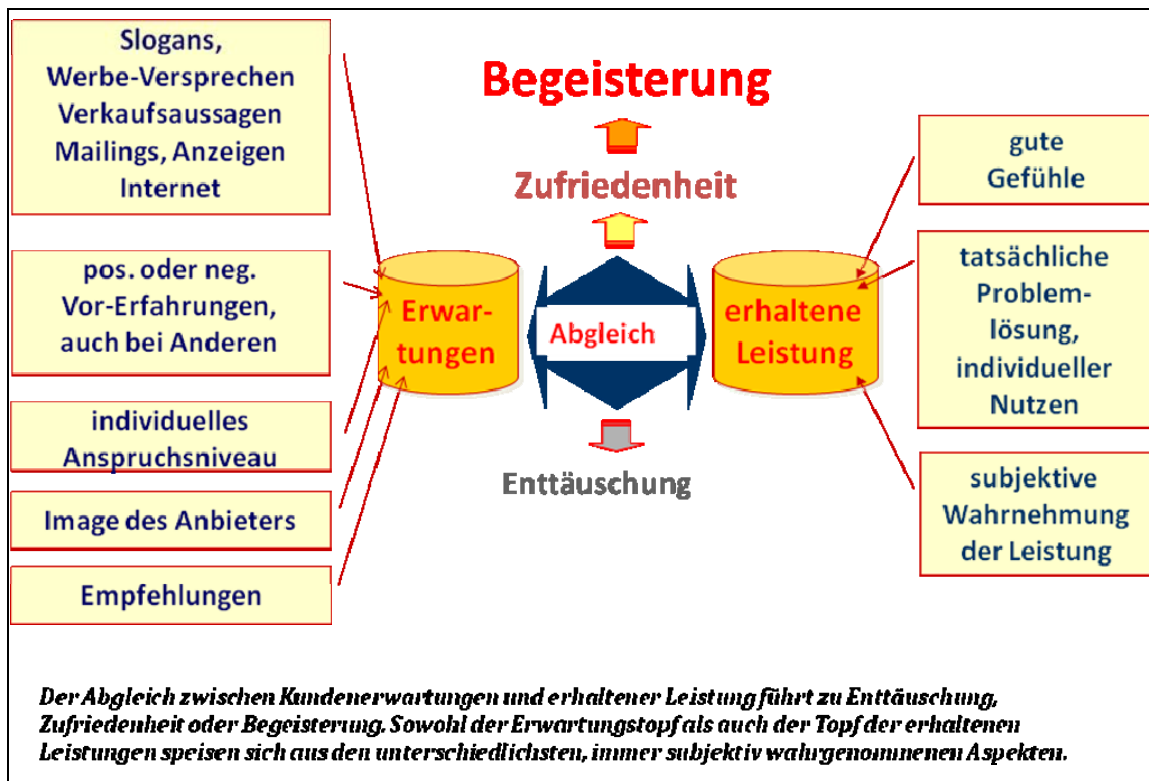 Slogans,
Werbe-Versprechen
Verkaufsaussagen
Mailings, Anzeigen
Internet
pos. oder neg.
Vor-Erfahrungen,
auch bei Anderen
individuelles
Anspruchsniveau
Image des Anbieters
Empfehlungen
Begeisterung
Zufriedenheit
Erwar-
tungen
Abgleich
erhaltene
Leistung
Enttäuschung
gute
Gefühle
tatsächliche
Problem-
lösung,
individueller
Nutzen
subjektive
Wahrnehmung
der Leistung
Der Abgleich zwischen Kundenerwartungen und erhaltener Leistung führt zu Enttäuschung,
Zufriedenheit oder Begeisterung. Sowohl der Erwartungstopf als auch der Topf der erhaltenen
Leistungen speisen sich aus den unterschiedlichsten, immer subjektiv wahrgenommenen Aspekten.